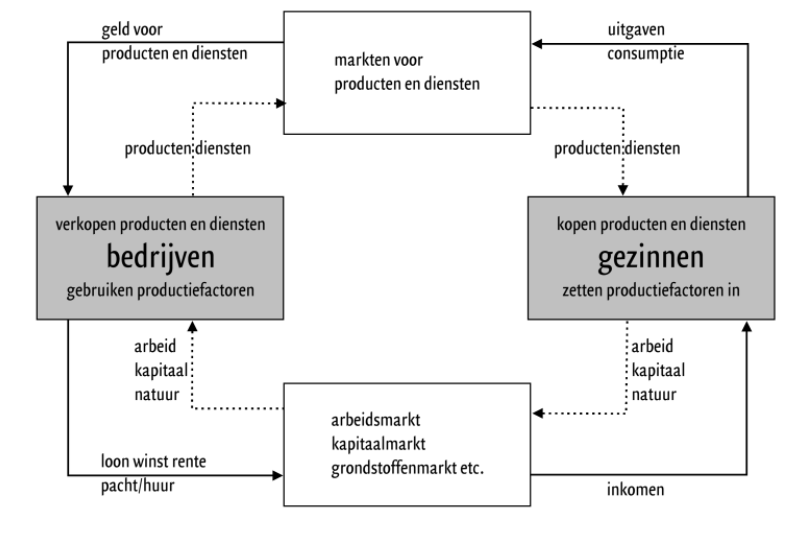 geld voor
producten en diensten
markten voor
producten en diensten
uitgaven
consumptie
producten diensten
producten diensten
verkopen producten en diensten
bedrijven
gebruiken productiefactoren
kopen producten en diensten
gezinnen
zetten productiefactoren in
arbeid
kapitaal
natuur
arbeid
kapitaal
natuur
arbeidsmarkt
kapitaalmarkt
grondstoffenmarkt etc.
loon winst rente
pacht/huur
inkomen